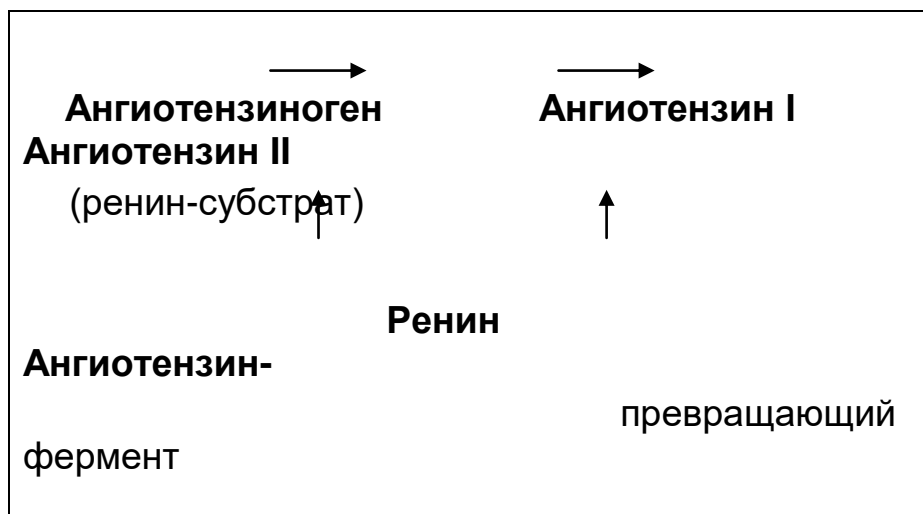 Ангиотензиноген Ангиотензин I
Ангиотензин II
(ренин-субстрат)
Ренин
Ангиотензин-
превращающий
фермент